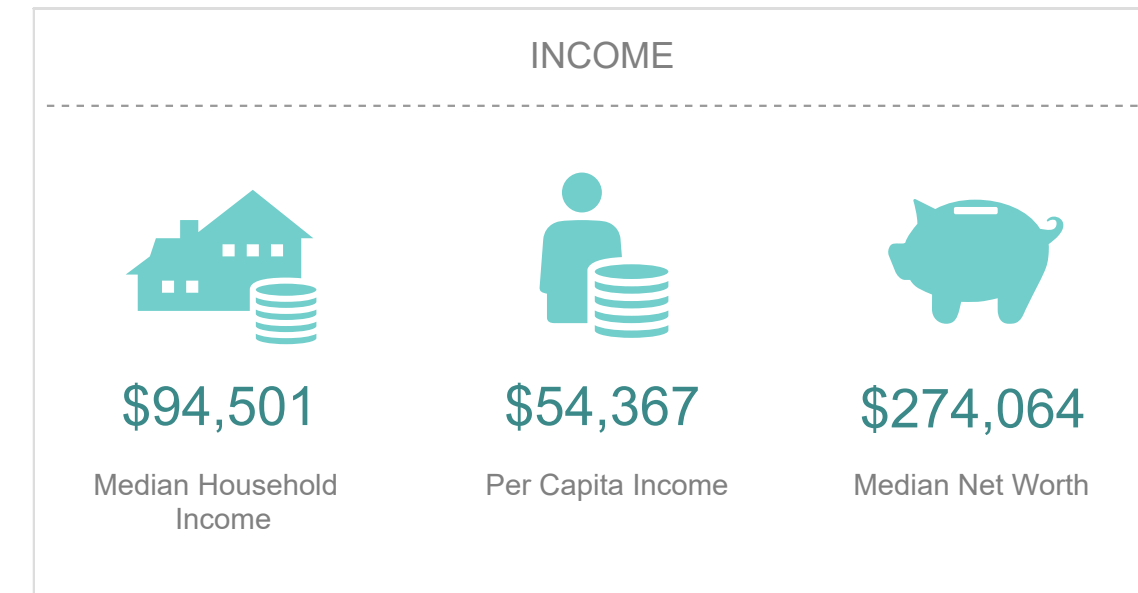 INCOME
$94,501
Median Household
Income
$54,367
Per Capita Income
$274,064
Median Net Worth